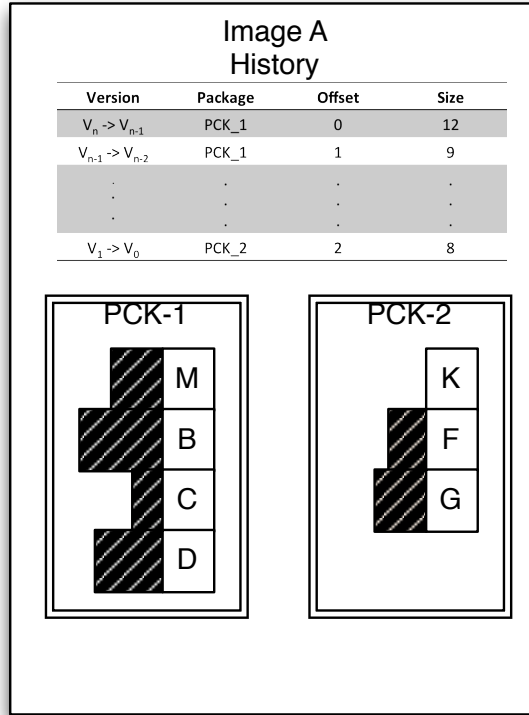 Image A
History
Version Package Offset Size
Vn -> Vn-1 PCK_1 0 12
Vn-1 -> Vn-2 PCK_1 1 9
. . . .
. . . .
. . . .
V1 -> V0 PCK_2 2 8
PCK-1 PCK-2
M K
B F
C G
D